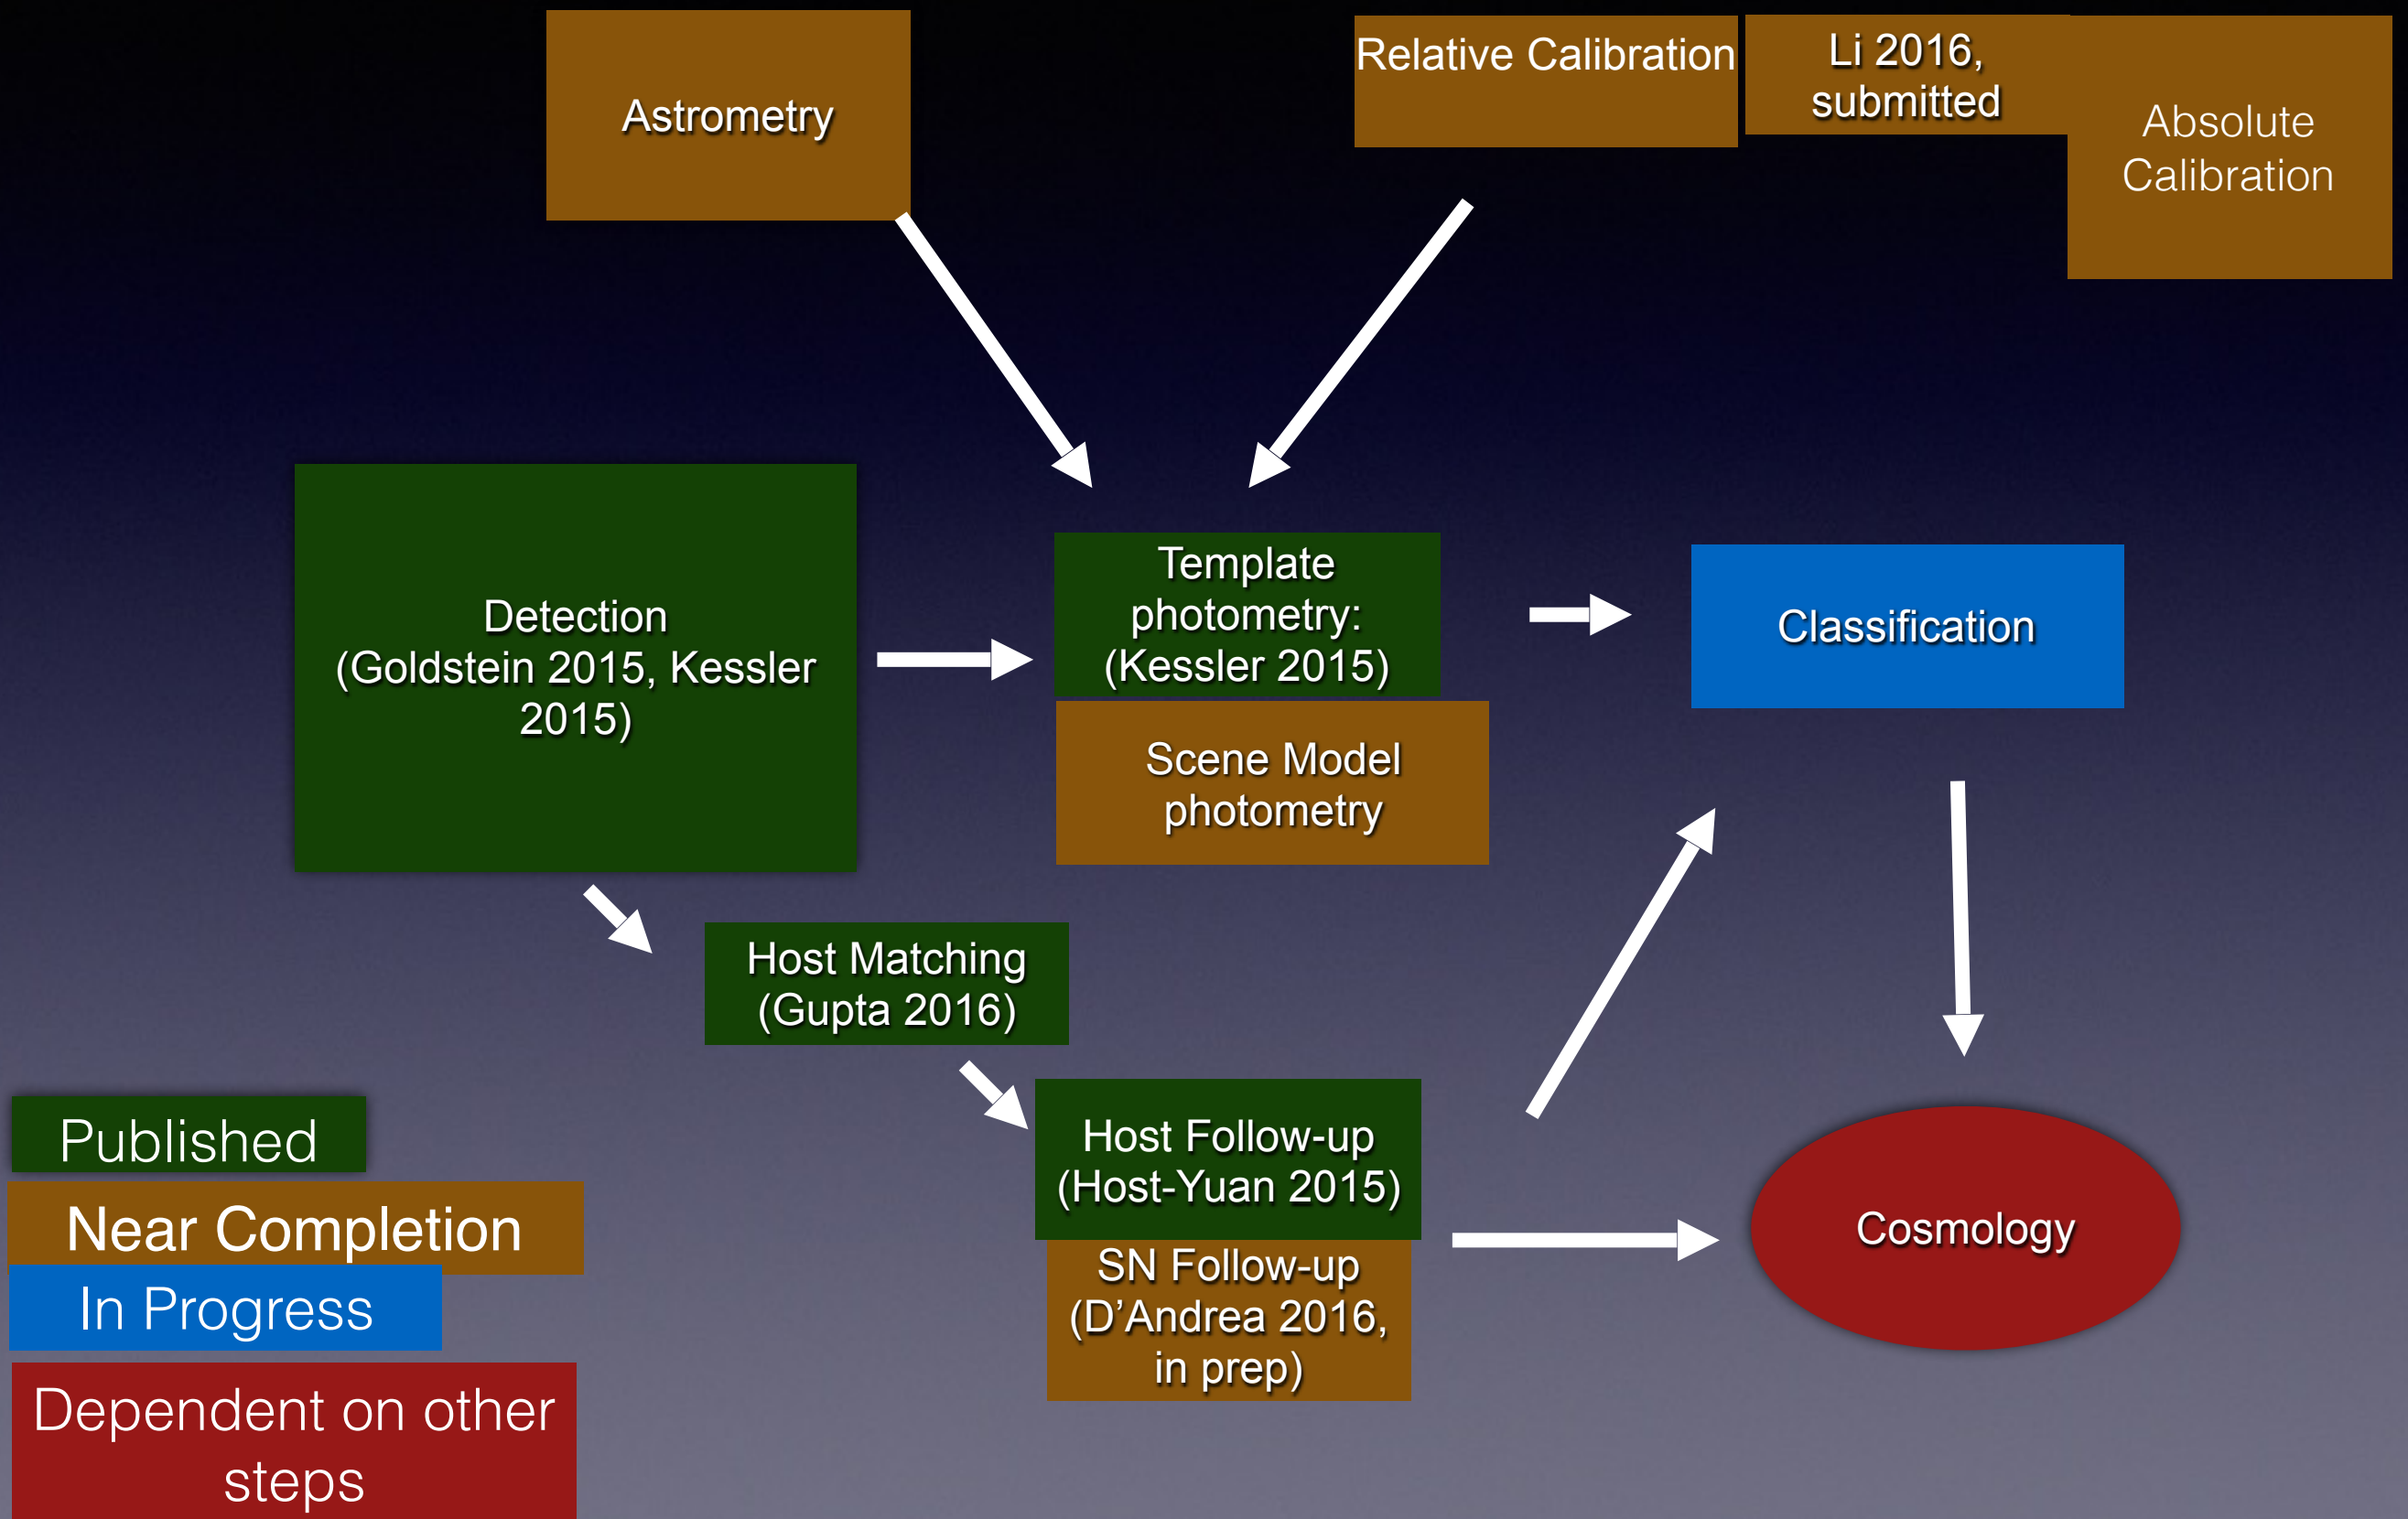 Astrometry
Relative Calibration
Li 2016,
submitted
Absolute
Calibration
Detection
(Goldstein 2015, Kessler
2015)
Template
photometry:
(Kessler 2015)
Scene Model
photometry
Classification
Host Matching
(Gupta 2016)
Host Follow-up
(Host-Yuan 2015)
SN Follow-up
(D’Andrea 2016,
in prep)
Cosmology
Published
Near Completion
In Progress
Dependent on other
steps